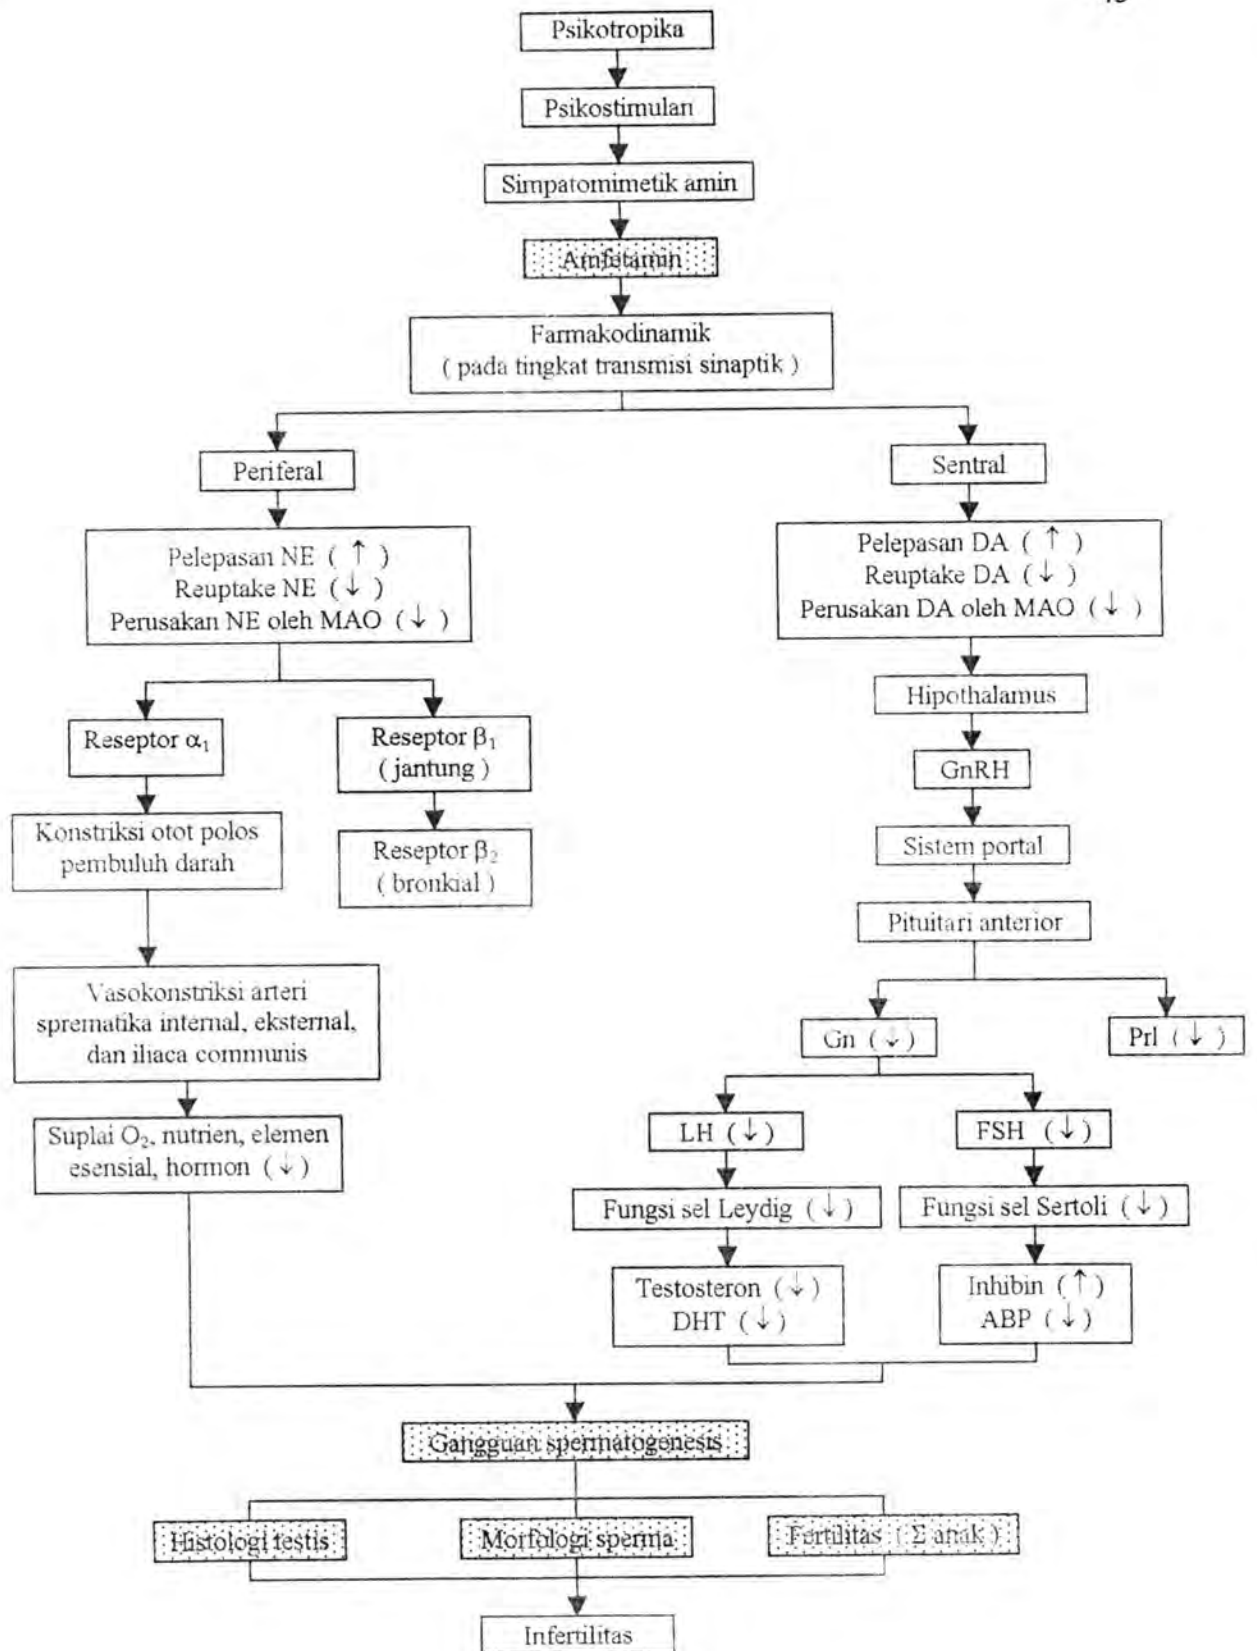 Psikotropika
Psikostimulan
Simpatomimetik amin
Amfetamin
Farmakodinamik
( pada tingkat transmisi sinaptik )
Periferal
Sentral
Pelepasan NE ( ↑ )
Reuptake NE ( ↓ )
Perusakan NE oleh MAO ( ↓ )
Pelepasan DA ( ↑ )
Reuptake DA ( ↓ )
Perusakan DA oleh MAO ( ↓ )
Reseptor α₁
Reseptor β₁
( jantung )
Hipothalamus
GnRH
Konstriksi otot polos
pembuluh darah
Reseptor β₂
( bronkial )
Sistem portal
Pituitari anterior
Vasokonstriksi arteri
sprematika internal, eksternal,
dan iliaca communis
Gn ( ↓ )
Prl ( ↓ )
Suplai O₂, nutrien, elemen
esensial, hormon ( ↓ )
LH ( ↓ )
FSH ( ↓ )
Fungsi sel Leydig ( ↓ )
Fungsi sel Sertoli ( ↓ )
Testosteron ( ↓ )
DHT ( ↓ )
Inhibin ( ↑ )
ABP ( ↓ )
Gangguan spermatogenesis
Histologi testis
Morfologi sperma
Fertilitas ( Σ anak )
Infertilitas